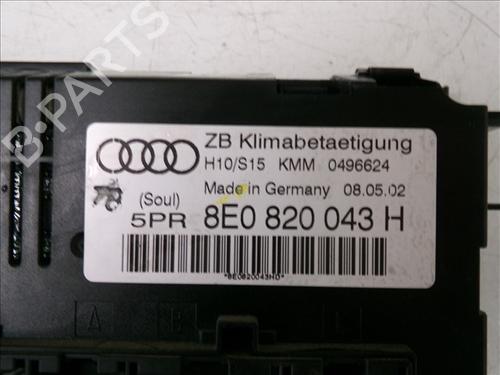 B-PARTS
ZB Klimabetaetigung
H10/S15 KMM 0496624
Made in Germany 08.05.02
(Soul)
5PR 8E0 820 043 H
*8E0820043HD*
A B
B-PARTS